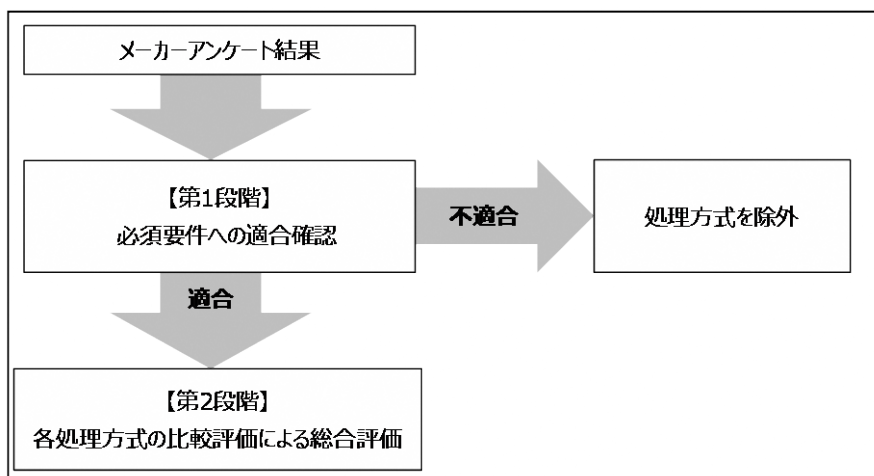 メーカーアンケート結果
【第1段階】
必須要件への適合確認
不適合
処理方式を除外
適合
【第2段階】
各処理方式の比較評価による総合評価